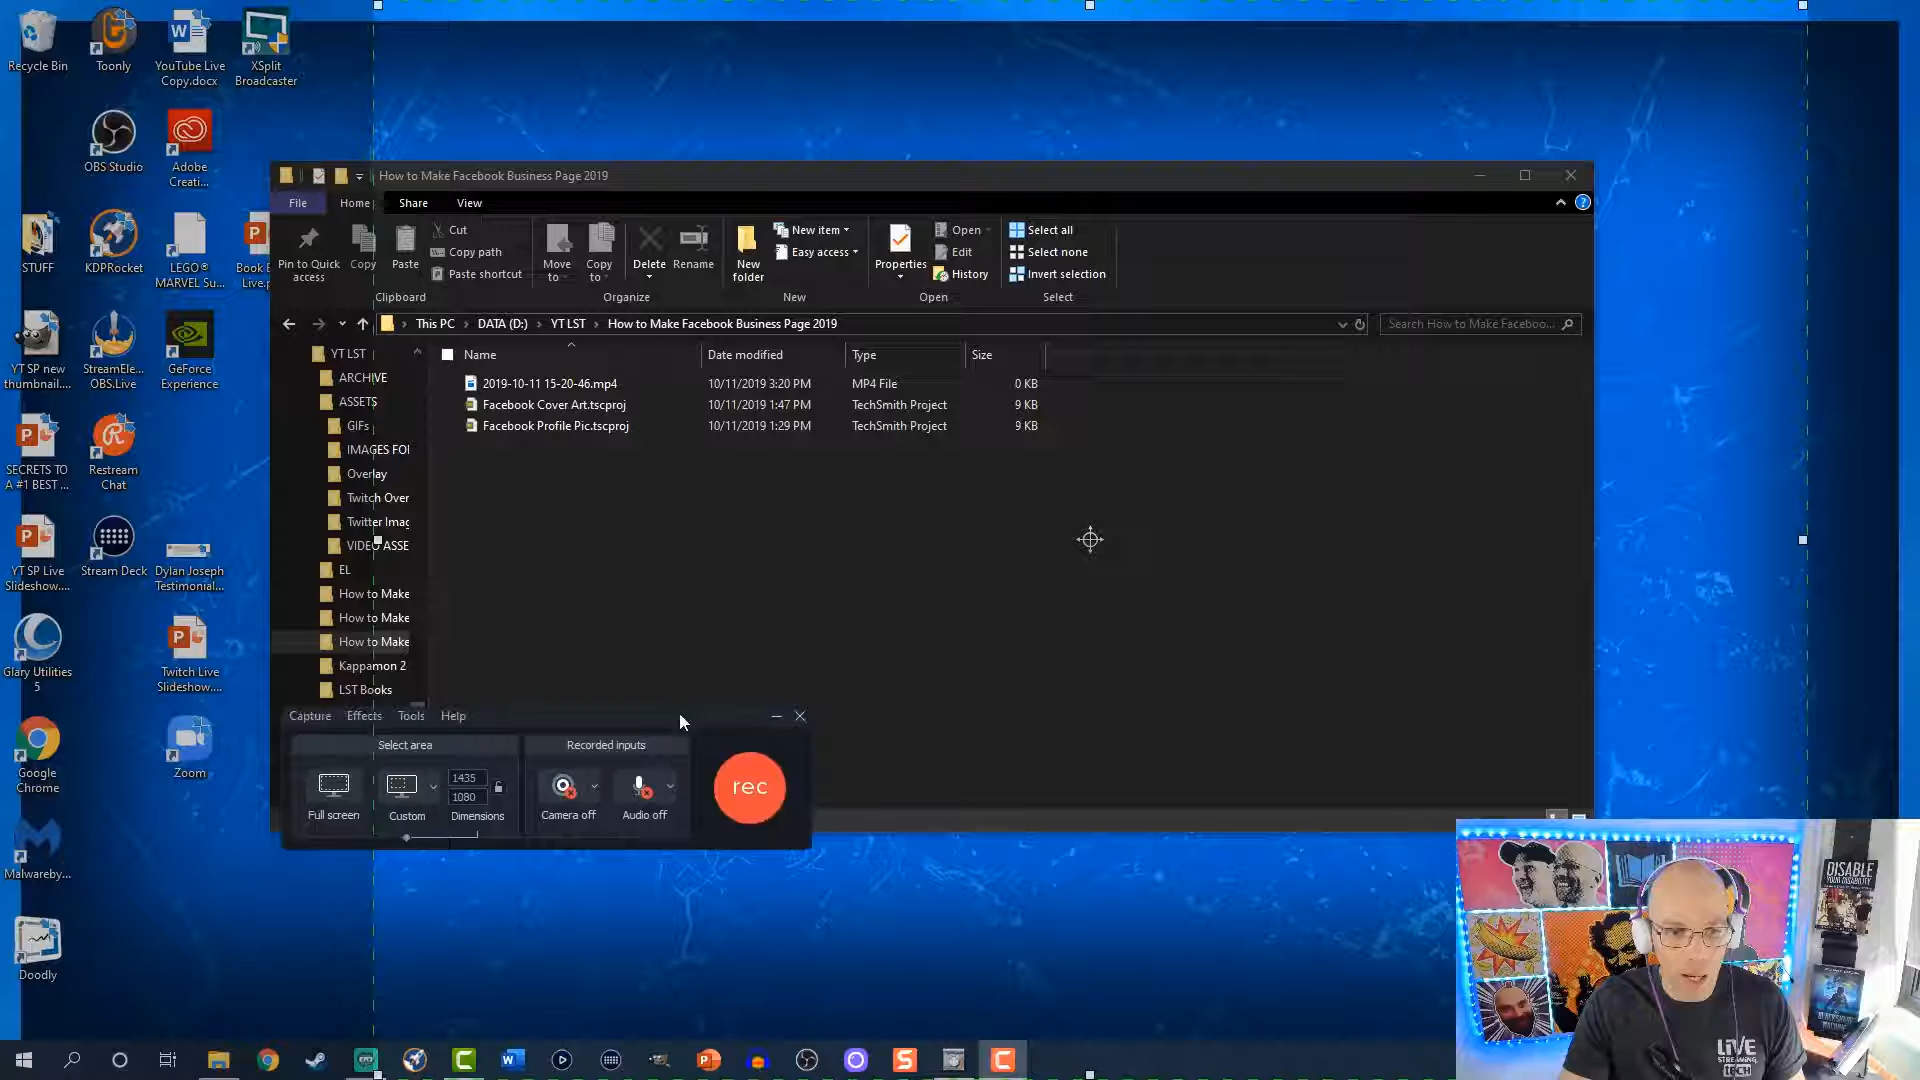 Recycle Bin
Toonly
YouTube Live
Copy.docx
XSplit
Broadcaster
OBS Studio
Adobe
Creati...
STUFF
KDPRocket
LEGO®
MARVEL Su...
YT SP new
thumbnail....
StreamEle...
OBS.Live
GeForce
Experience
SECRETS TO
A #1 BEST ...
Restream
Chat
YT SP Live
Slideshow....
Stream Deck
Dylan Joseph
Testimonial...
Glary Utilities
5
Twitch Live
Slideshow....
Google
Chrome
Zoom
Malwareby...
Doodly
How to Make Facebook Business Page 2019
File
Home
Share
View
Pin to Quick
access
Copy
Paste
Cut
Copy path
Paste shortcut
Clipboard
Move
to
Copy
to
Delete
Rename
Organize
New
folder
New item
Easy access
New
Properties
Open
Edit
History
Open
Select all
Select none
Invert selection
Select
This PC
DATA (D:)
YT LST
How to Make Facebook Business Page 2019
Search How to Make Faceboo...
YT LST
ARCHIVE
ASSETS
GIFs
IMAGES FO
Overlay
Twitch Over
Twitter Imag
VIDEO ASSE
EL
How to Make
How to Make
How to Make
Kappamon 2
LST Books
Name
Date modified
Type
Size
2019-10-11 15-20-46.mp4
10/11/2019 3:20 PM
MP4 File
0 KB
Facebook Cover Art.tscproj
10/11/2019 1:47 PM
TechSmith Project
9 KB
Facebook Profile Pic.tscproj
10/11/2019 1:29 PM
TechSmith Project
9 KB
Capture
Effects
Tools
Help
Select area
Recorded inputs
Full screen
Custom
1435
1080
Dimensions
Camera off
Audio off
rec
DISABLE
YOUR DISABILITY
LIVE
STREAMING
TECH